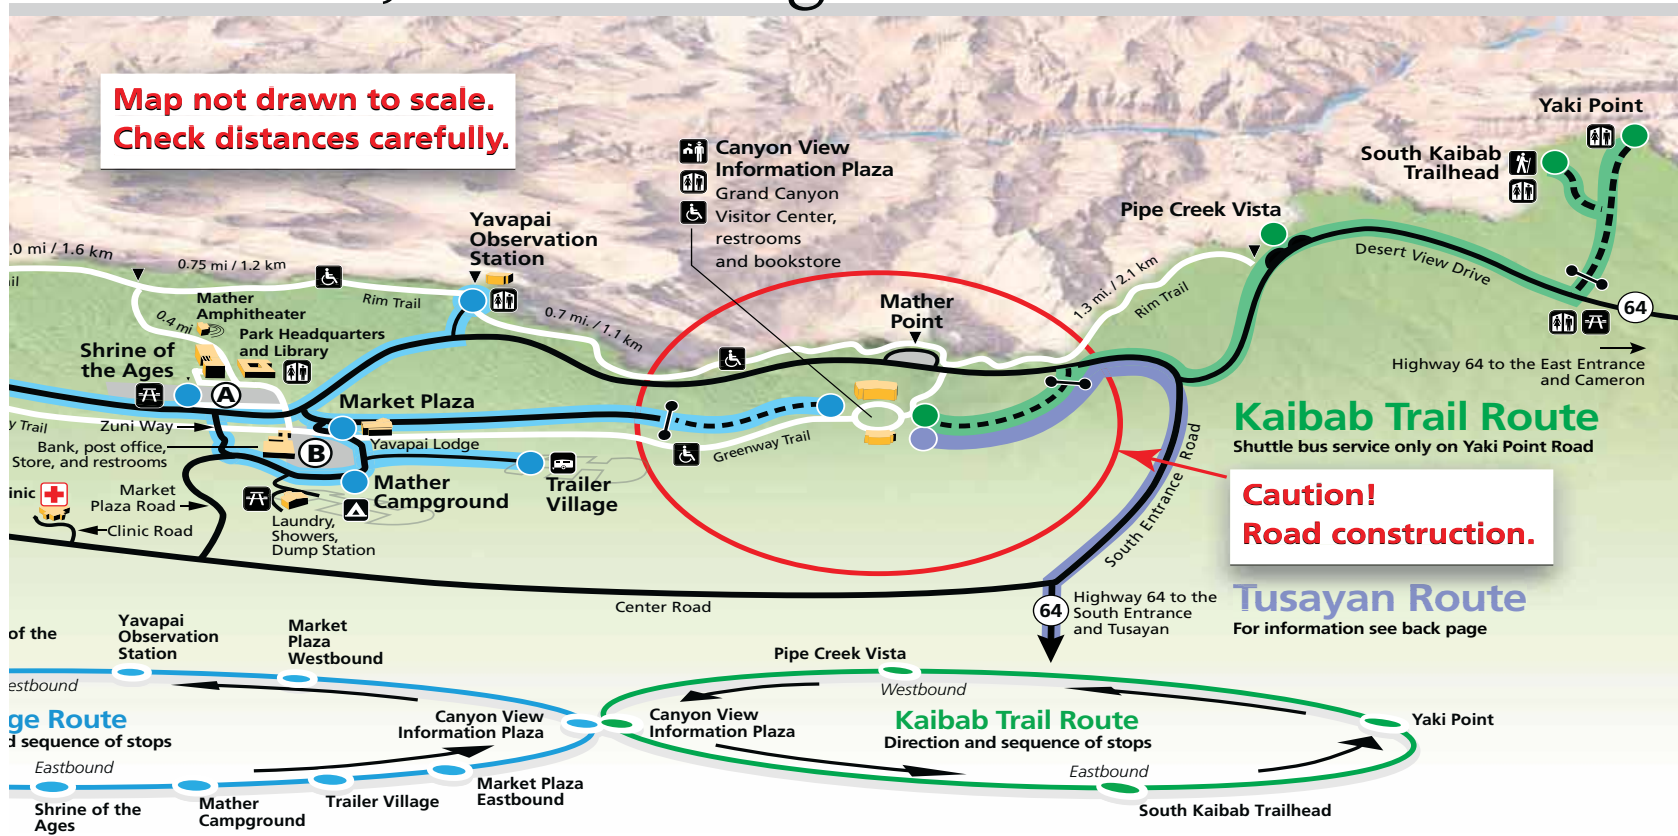 Map not drawn to scale.
Check distances carefully.
Canyon View
Information Plaza
Grand Canyon
Visitor Center,
restrooms
and bookstore
Yaki Point
South Kaibab
Trailhead
Pipe Creek Vista
Yavapai
Observation
Station
.0 mi / 1.6 km
0.75 mi / 1.2 km
Rim Trail
0.7 mi. / 1.1 km
Mather
Point
1.3 mi. / 2.1 km
Rim Trail
Desert View Drive
64
Highway 64 to the East Entrance
and Cameron
Mather
Amphitheater
0.4 mi
Park Headquarters
and Library
Shrine of
the Ages
A
Market Plaza
Zuni Way
Yavapai Lodge
y Trail
Bank, post office,
Store, and restrooms
B
Greenway Trail
Mather
Campground
Trailer
Village
inic
Market
Plaza Road
Clinic Road
Laundry,
Showers,
Dump Station
Kaibab Trail Route
Shuttle bus service only on Yaki Point Road
South Entrance Road
Caution!
Road construction.
Center Road
64
Highway 64 to the
South Entrance
and Tusayan
Tusayan Route
For information see back page
of the
Yavapai
Observation
Station
Market
Plaza
Westbound
estbound
ge Route
d sequence of stops
Eastbound
Canyon View
Information Plaza
Shrine of the
Ages
Mather
Campground
Trailer Village
Market Plaza
Eastbound
Pipe Creek Vista
Westbound
Canyon View
Information Plaza
Kaibab Trail Route
Direction and sequence of stops
Yaki Point
Eastbound
South Kaibab Trailhead